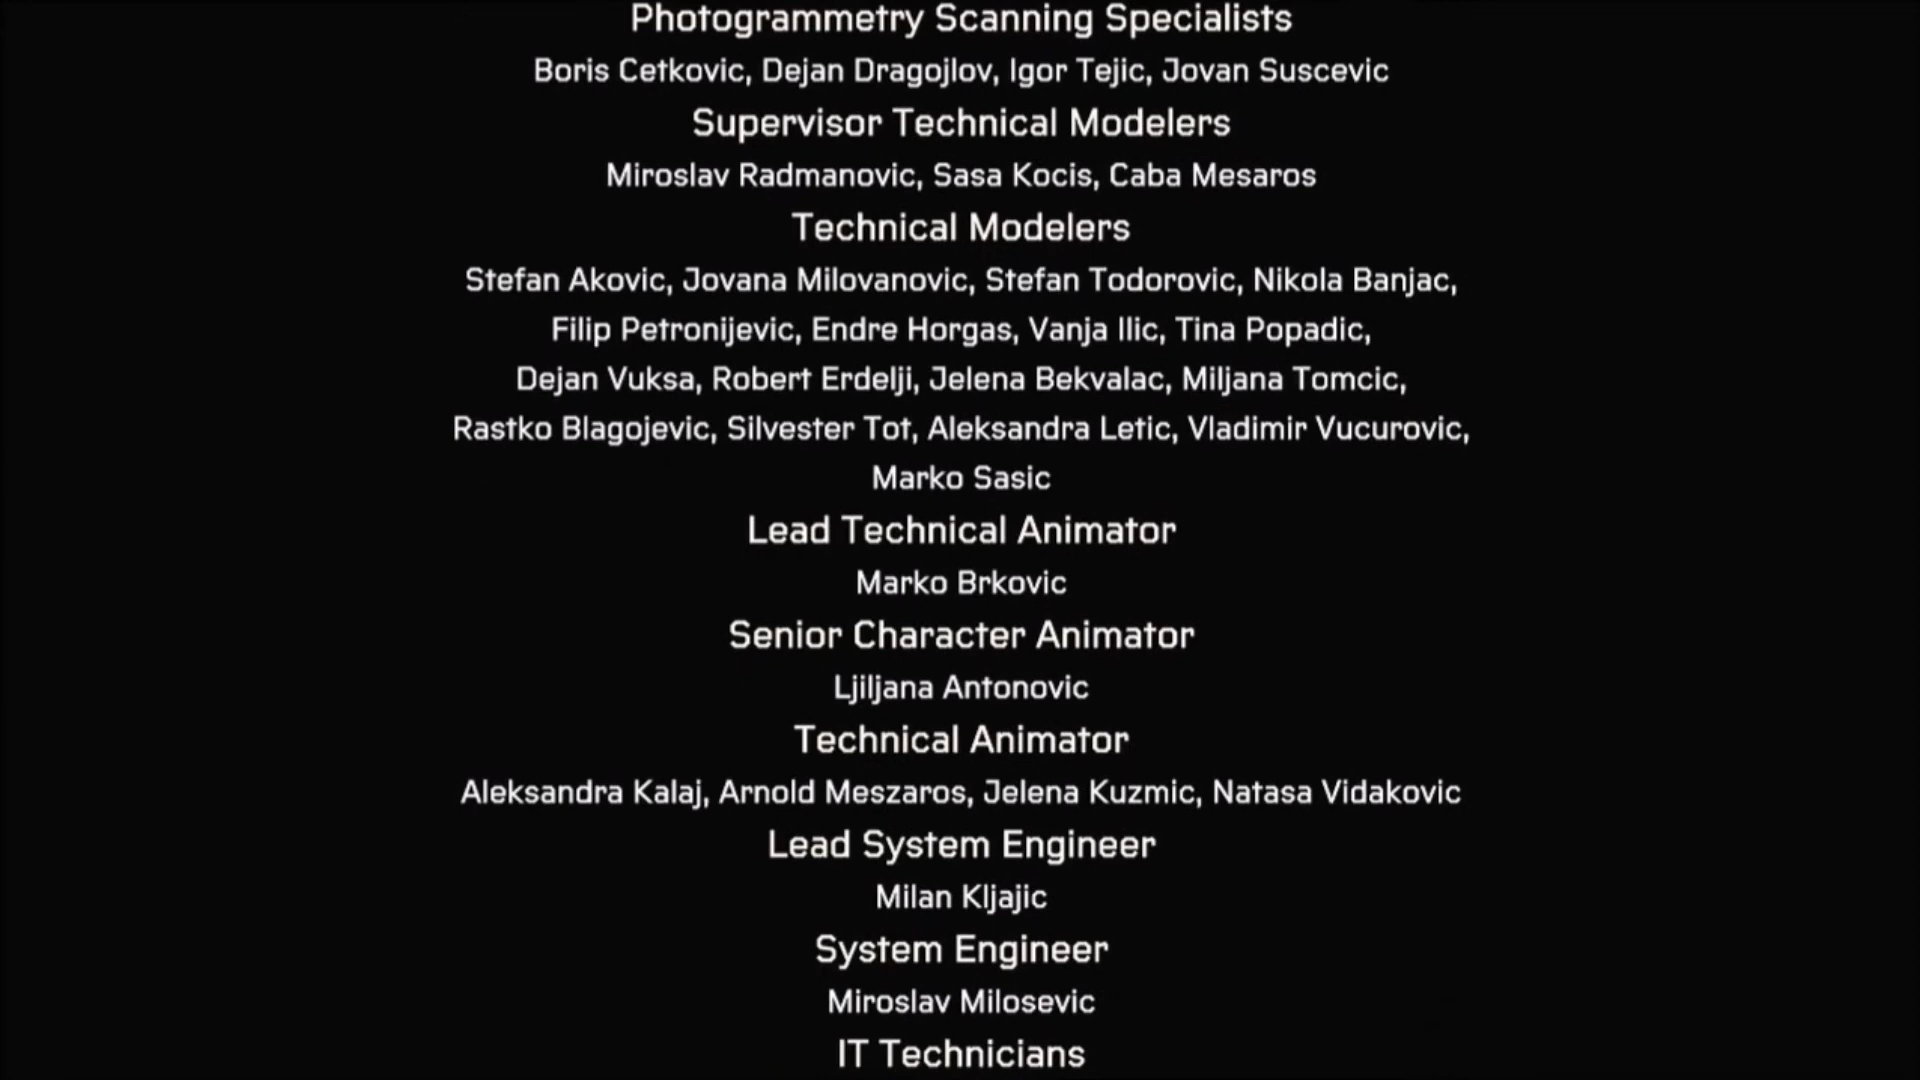 Photogrammetry Scanning Specialists
Boris Cetkovic, Dejan Dragojlov, Igor Tejic, Jovan Suscevic
Supervisor Technical Modelers
Miroslav Radmanovic, Sasa Kocis, Caba Mesaros
Technical Modelers
Stefan Akovic, Jovana Milovanovic, Stefan Todorovic, Nikola Banjac,
Filip Petronijevic, Endre Horgas, Vanja Ilic, Tina Popadic,
Dejan Vuksa, Robert Erdelji, Jelena Bekvalac, Miljana Tomcic,
Rastko Blagojevic, Silvester Tot, Aleksandra Letic, Vladimir Vucurovic,
Marko Sasic
Lead Technical Animator
Marko Brkovic
Senior Character Animator
Ljiljana Antonovic
Technical Animator
Aleksandra Kalaj, Arnold Meszaros, Jelena Kuzmic, Natasa Vidakovic
Lead System Engineer
Milan Kljajic
System Engineer
Miroslav Milosevic
IT Technicians